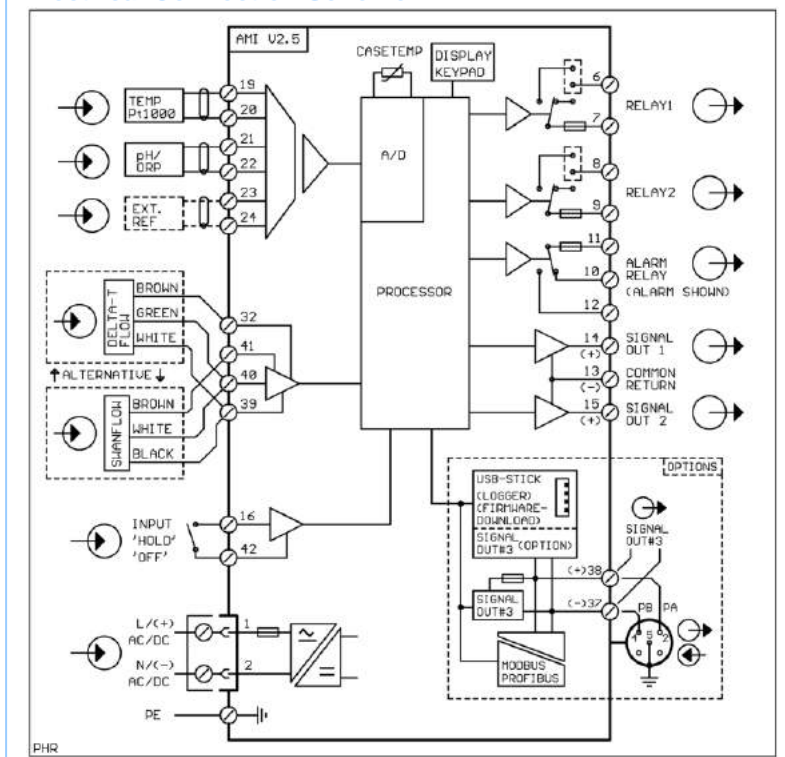 AMI V2.5
CASETEMP
DISPLAY
KEYPAD
TEMP
Pt1000
19
20
pH/
ORP
21
22
EXT.
REF
23
24
A/D
PROCESSOR
6
7
RELAY1
8
9
RELAY2
11
10
12
ALARM
RELAY
(ALARM SHOWN)
14
(+)
SIGNAL
OUT 1
13
(-)
COMMON
RETURN
15
(+)
SIGNAL
OUT 2
DELTA-T
FLOW
BROWN
GREEN
WHITE
32
41
40
39
↑ALTERNATIVE↓
SWANFLOW
BROWN
WHITE
BLACK
INPUT
'HOLD'
'OFF'
16
42
L/(+)
AC/DC
1
N/(-)
AC/DC
2
PE
OPTIONS
USB-STICK
(LOGGER)
(FIRMWARE-
DOWNLOAD)
SIGNAL
OUT#3 (OPTION)
SIGNAL
OUT#3
(+)38
SIGNAL
OUT#3
(-)37
PB PA
4 5 2
MODBUS
PROFIBUS
PHR